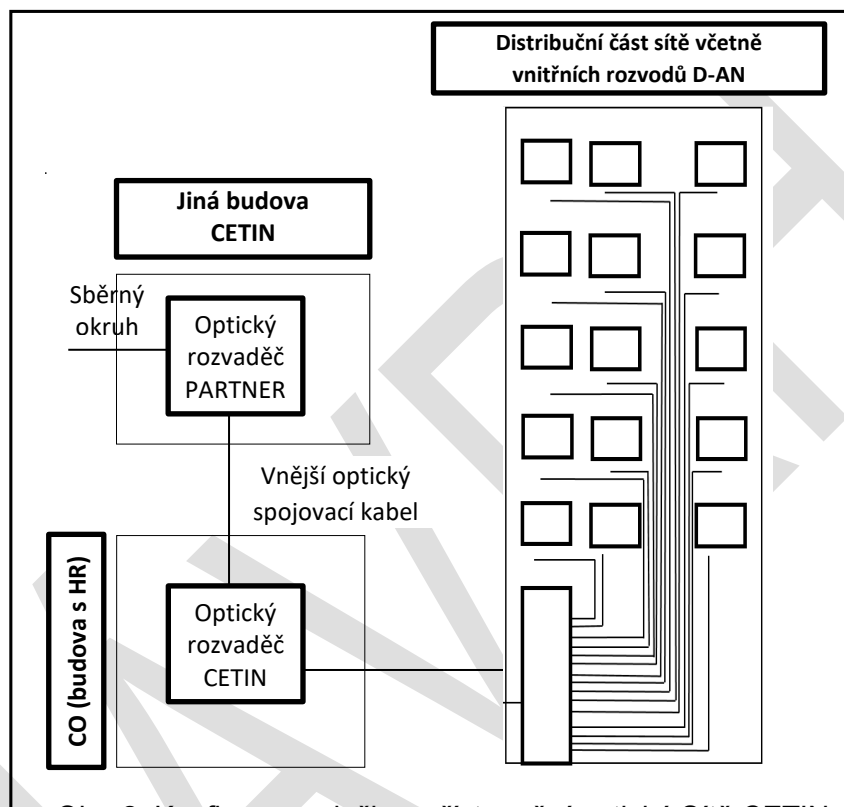 Distribuční část sítě včetně
vnitřních rozvodů D-AN
Jiná budova
CETIN
Sběrný
okruh
Optický
rozvaděč
PARTNER
Vnější optický
spojovací kabel
CO (budova s HR)
Optický
rozvaděč
CETIN